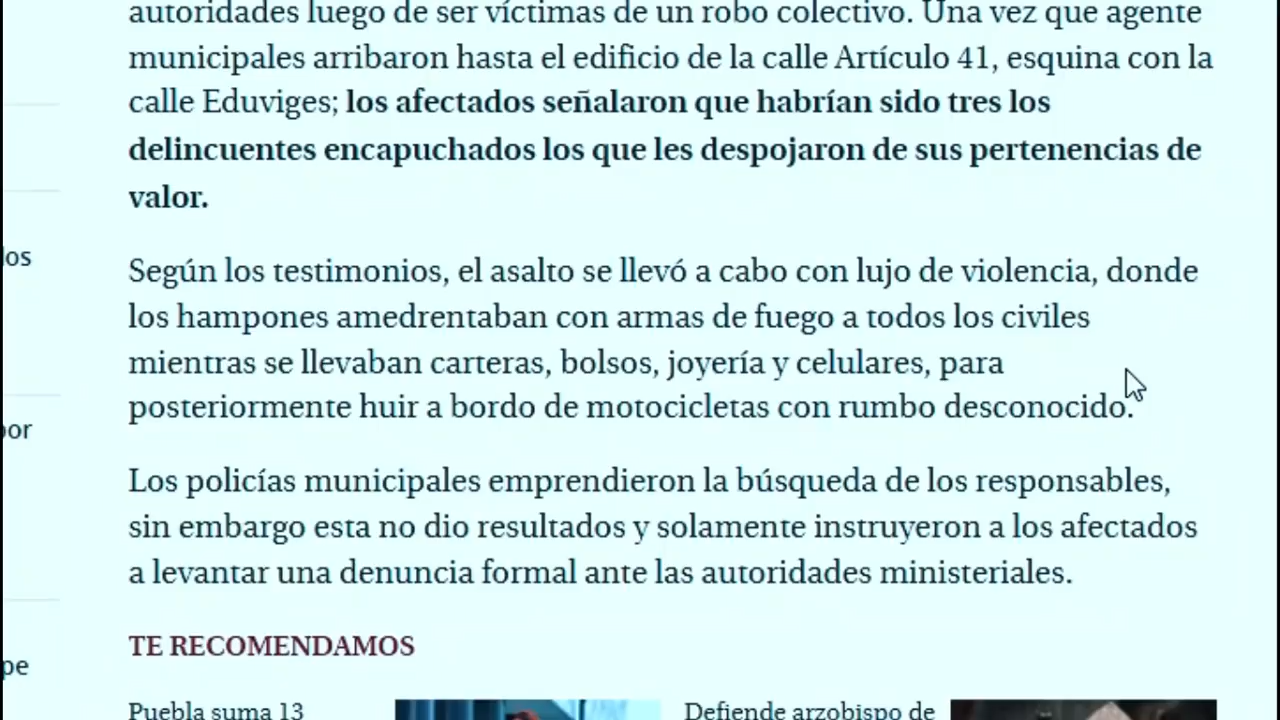 autoridades luego de ser víctimas de un robo colectivo. Una vez que agente
municipales arribaron hasta el edificio de la calle Artículo 41, esquina con la
calle Eduviges; los afectados señalaron que habrían sido tres los
delincuentes encapuchados los que les despojaron de sus pertenencias de
valor.
los
Según los testimonios, el asalto se llevó a cabo con lujo de violencia, donde
los hampones amedrentaban con armas de fuego a todos los civiles
mientras se llevaban carteras, bolsos, joyería y celulares, para
posteriormente huir a bordo de motocicletas con rumbo desconocido.
por
Los policías municipales emprendieron la búsqueda de los responsables,
sin embargo esta no dio resultados y solamente instruyeron a los afectados
a levantar una denuncia formal ante las autoridades ministeriales.
TE RECOMENDAMOS
pe
Puebla suma 13
Defiende arzobispo de